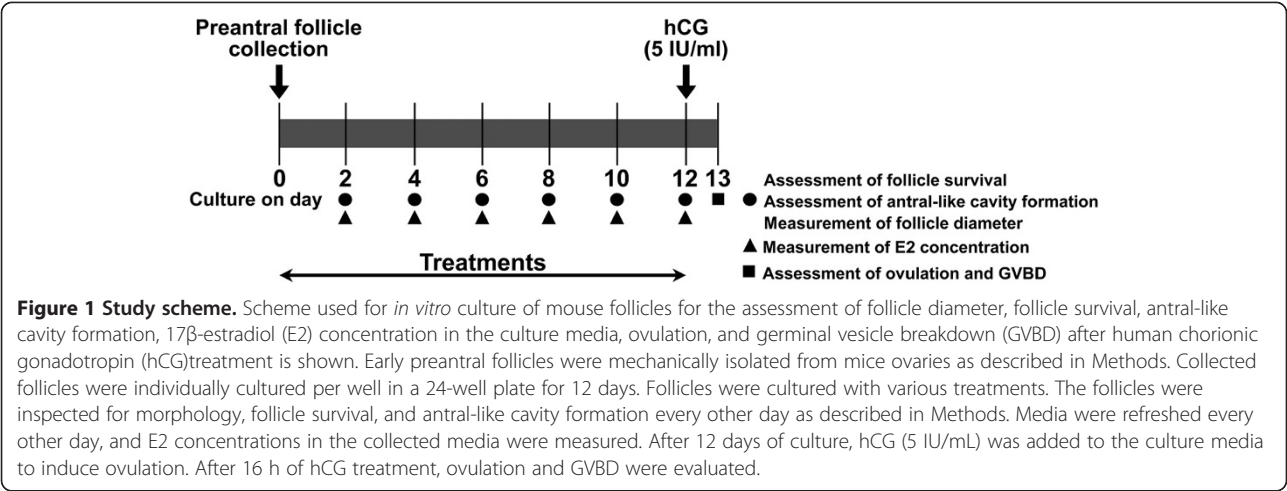 Preantral follicle
collection
hCG
(5 IU/ml)
0 2 4 6 8 10 12 13
Culture on day
Assessment of follicle survival
● Assessment of antral-like cavity formation
Measurement of follicle diameter
▲ Measurement of E2 concentration
■ Assessment of ovulation and GVBD
Treatments
Figure 1 Study scheme. Scheme used for in vitro culture of mouse follicles for the assessment of follicle diameter, follicle survival, antral-like
cavity formation, 17β-estradiol (E2) concentration in the culture media, ovulation, and germinal vesicle breakdown (GVBD) after human chorionic
gonadotropin (hCG)treatment is shown. Early preantral follicles were mechanically isolated from mice ovaries as described in Methods. Collected
follicles were individually cultured per well in a 24-well plate for 12 days. Follicles were cultured with various treatments. The follicles were
inspected for morphology, follicle survival, and antral-like cavity formation every other day as described in Methods. Media were refreshed every
other day, and E2 concentrations in the collected media were measured. After 12 days of culture, hCG (5 IU/mL) was added to the culture media
to induce ovulation. After 16 h of hCG treatment, ovulation and GVBD were evaluated.